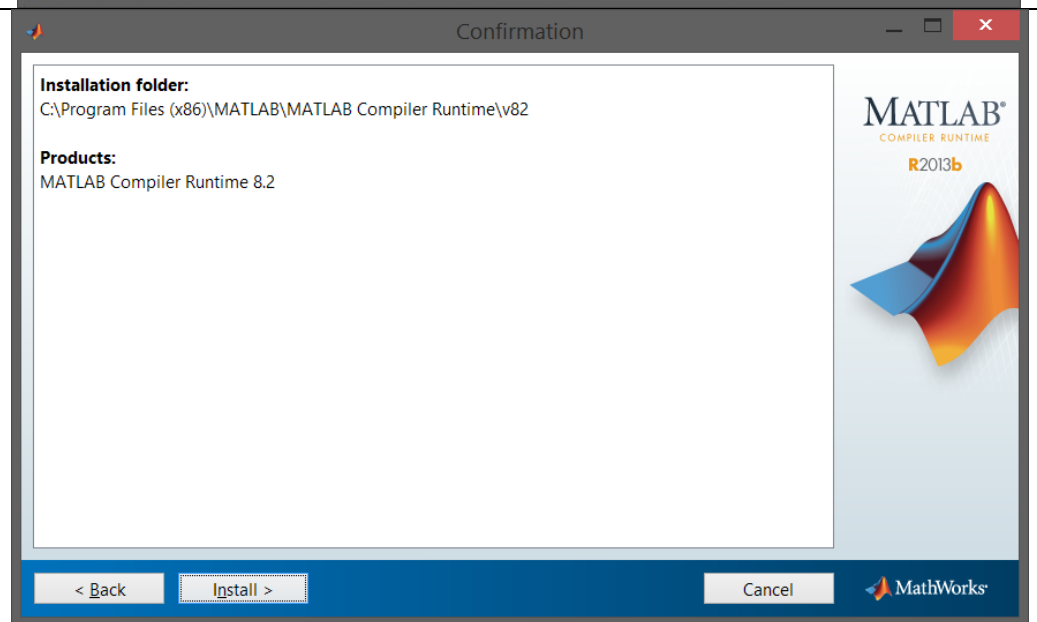 Confirmation
Installation folder:
C:\Program Files (x86)\MATLAB\MATLAB Compiler Runtime\v82
Products:
MATLAB Compiler Runtime 8.2
MATLAB®
COMPILER RUNTIME
R2013b
< Back
Install >
Cancel
MathWorks®